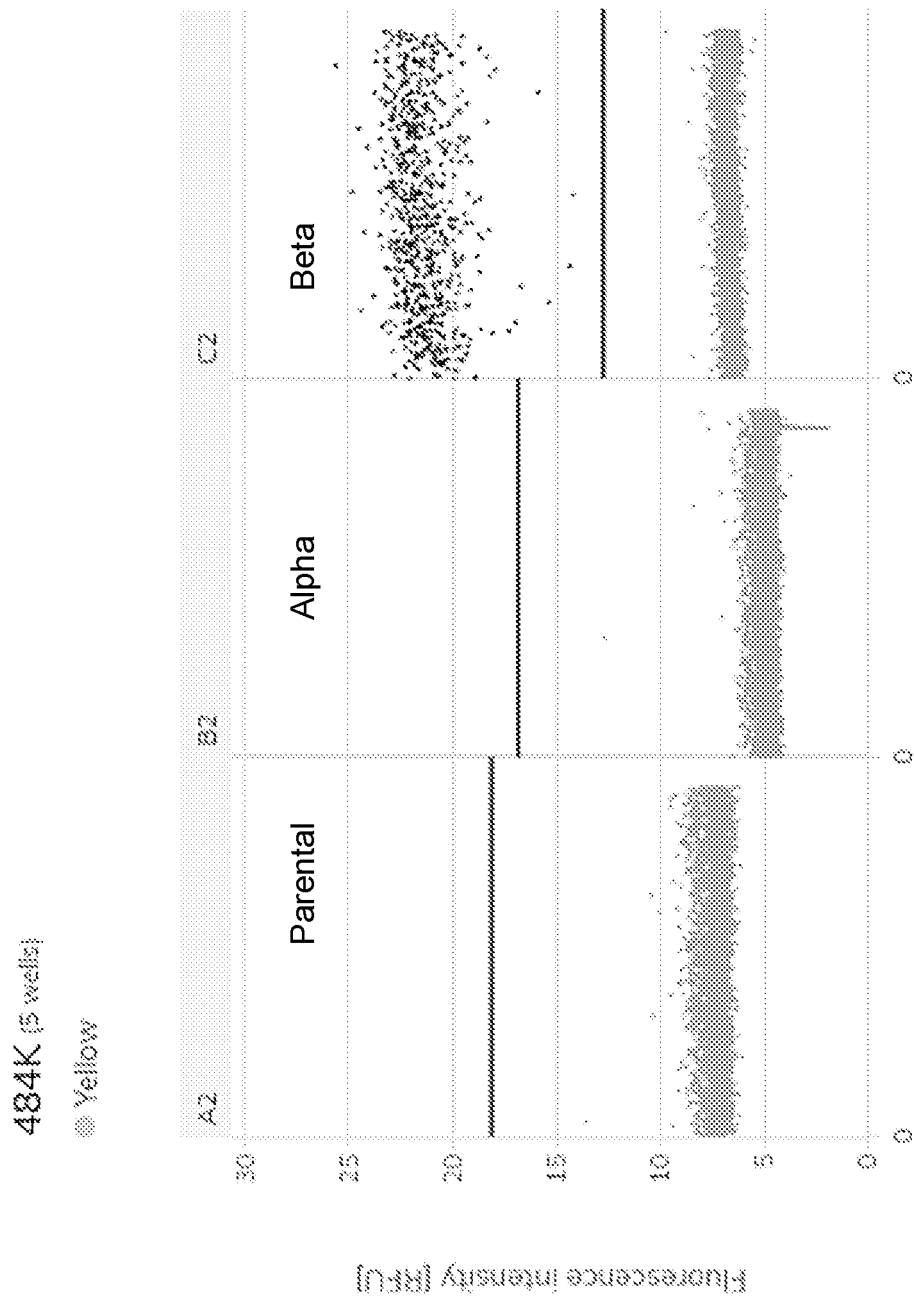 484K (5 wells)
Yellow
A2
B2
C2
Parental
Alpha
Beta
Fluorescence intensity [RFU]
30
25
20
15
10
5
0
0
0
0